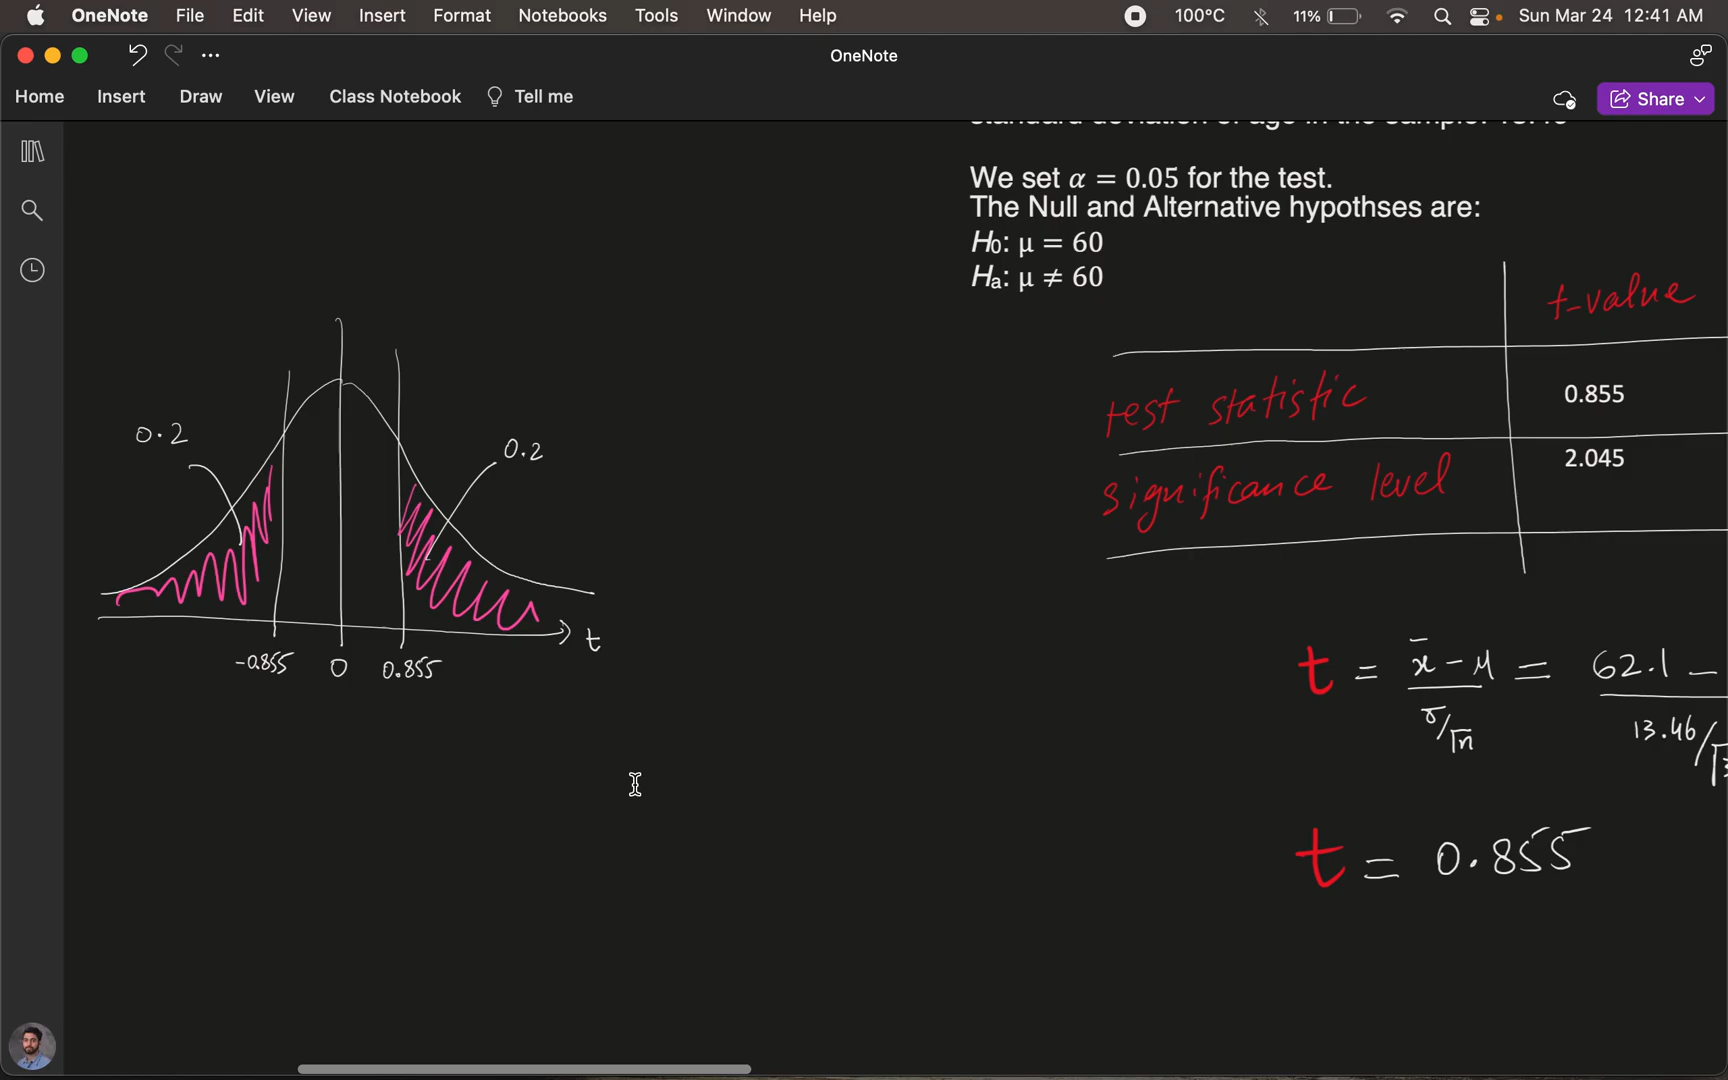 OneNote File Edit View Insert Format Notebooks Tools Window Help 100°C 11% Sun Mar 24 12:41 AM
OneNote
Home Insert Draw View Class Notebook Tell me Share
We set α = 0.05 for the test.
The Null and Alternative hypothses are:
H0: μ = 60
Ha: μ ≠ 60
t-value
test statistic 0.855
significance level 2.045
0.2 0.2
t
-0.855 0 0.855
t = x̄ - μ = 62.1 -
σ/√n 13.46/√3
t = 0.855